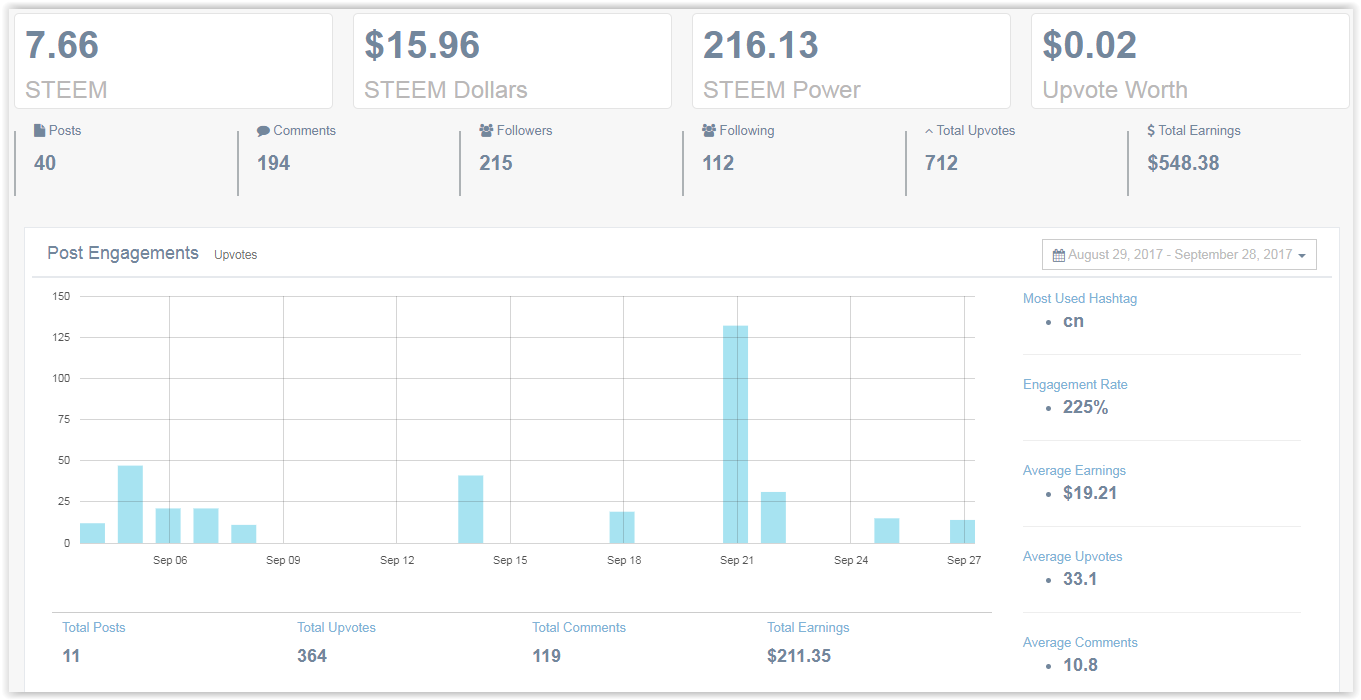 7.66
STEEM
$15.96
STEEM Dollars
216.13
STEEM Power
$0.02
Upvote Worth
Posts
40
Comments
194
Followers
215
Following
112
Total Upvotes
712
$ Total Earnings
$548.38
Post Engagements Upvotes
August 29, 2017 - September 28, 2017
150
125
100
75
50
25
0
Sep 06 Sep 09 Sep 12 Sep 15 Sep 18 Sep 21 Sep 24 Sep 27
Total Posts
11
Total Upvotes
364
Total Comments
119
Total Earnings
$211.35
Most Used Hashtag
• cn
Engagement Rate
• 225%
Average Earnings
• $19.21
Average Upvotes
• 33.1
Average Comments
• 10.8